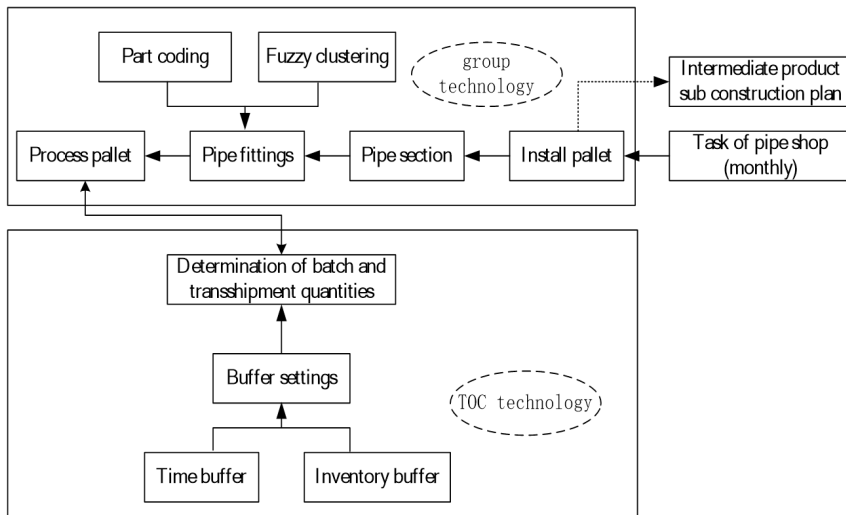 Part coding
Fuzzy clustering
group
technology
Intermediate product
sub construction plan
Process pallet
Pipe fittings
Pipe section
Install pallet
Task of pipe shop
(monthly)
Determination of batch and
transshipment quantities
Buffer settings
TOC technology
Time buffer
Inventory buffer